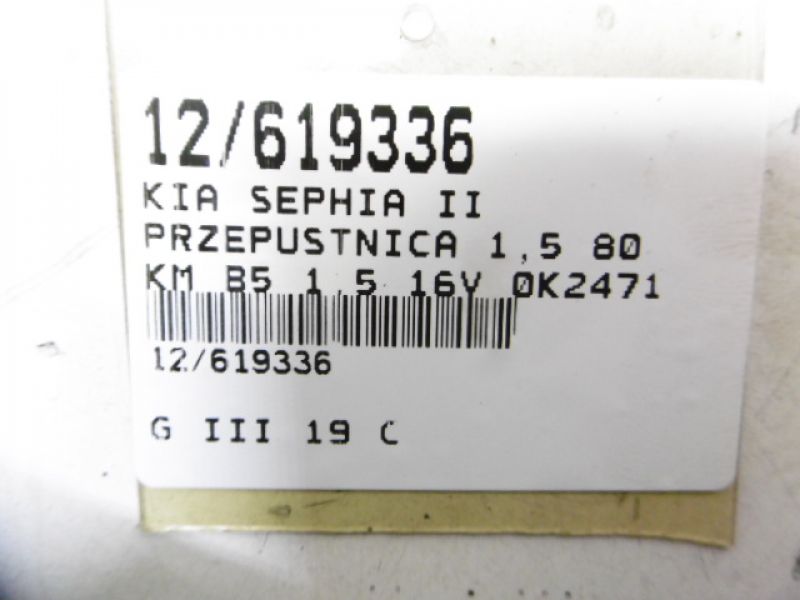 12/619336
KIA SEPHIA II
PRZEPUSTNICA 1,5 80
KM B5 1,5 16V 0K2471
12/619336
G III 19 C